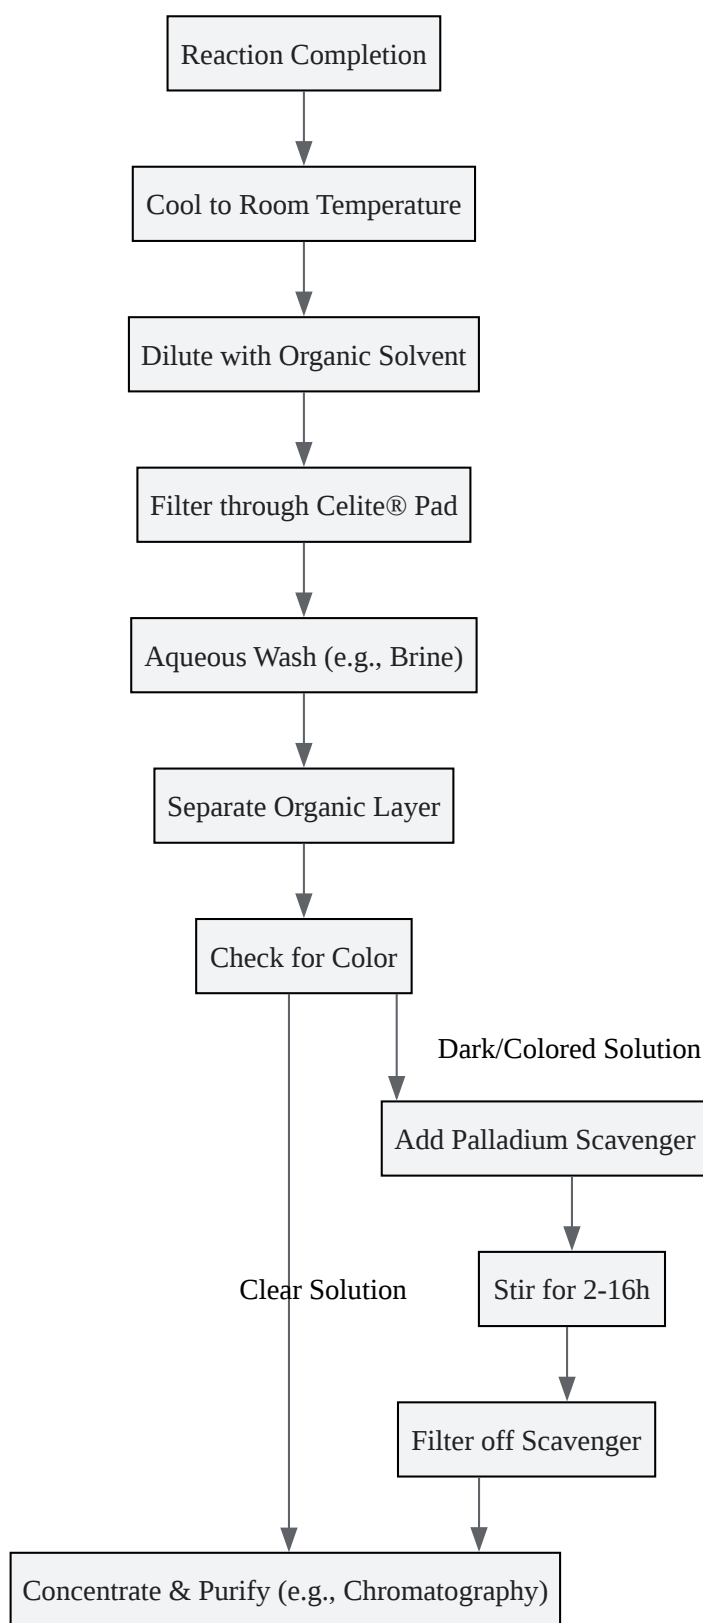 Reaction Completion
Cool to Room Temperature
Dilute with Organic Solvent
Filter through Celite® Pad
Aqueous Wash (e.g., Brine)
Separate Organic Layer
Check for Color
Dark/Colored Solution
Add Palladium Scavenger
Clear Solution
Stir for 2-16h
Filter off Scavenger
Concentrate & Purify (e.g., Chromatography)